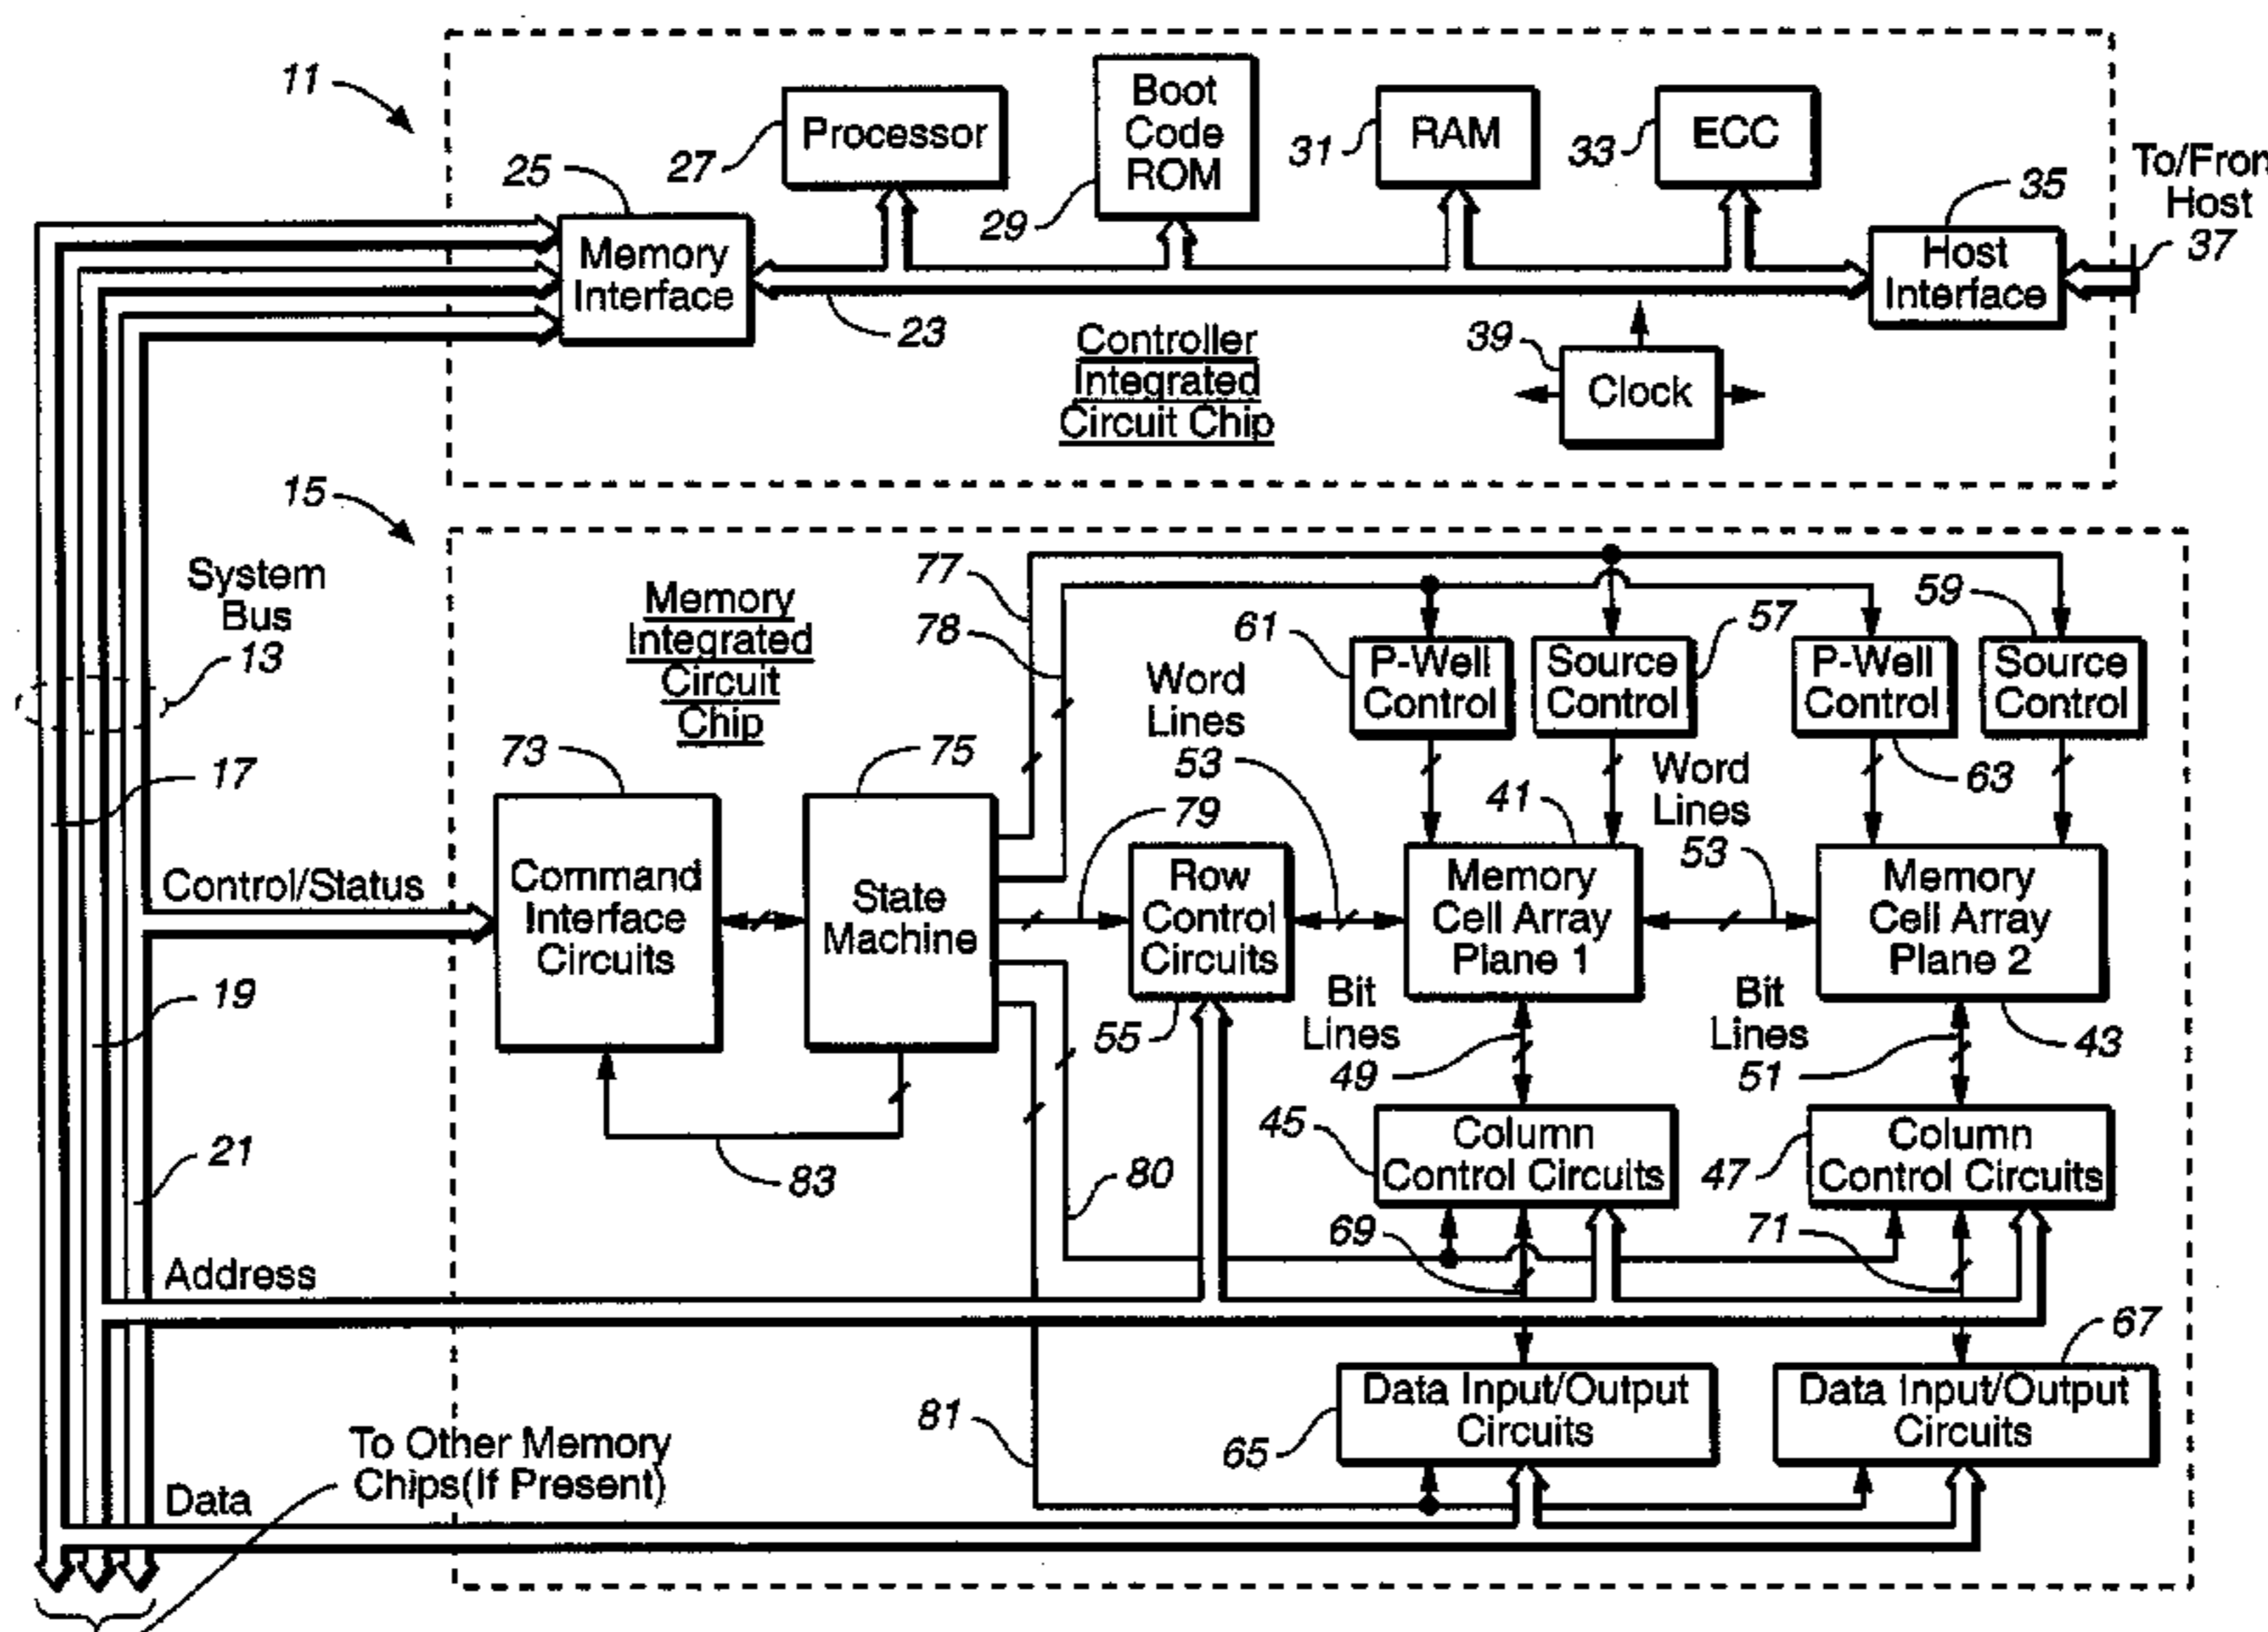 11
25
27
Processor
Boot
Code
ROM
29
31
RAM
33
ECC
35
To/From
Host
37
Memory
Interface
23
Host
Interface
Controller
Integrated
Circuit Chip
39
Clock
15
System
Bus
13
17
19
21
Memory
Integrated
Circuit
Chip
77
78
61
P-Well
Control
Source
Control
57
P-Well
Control
63
59
Source
Control
Word
Lines
53
Word
Lines
53
73
75
79
41
Control/Status
Command
Interface
Circuits
State
Machine
Row
Control
Circuits
55
Memory
Cell Array
Plane 1
Memory
Cell Array
Plane 2
43
Bit
Lines
49
Bit
Lines
51
83
80
45
Column
Control Circuits
47
Column
Control Circuits
69
71
Address
67
81
Data Input/Output
Circuits
65
Data Input/Output
Circuits
To Other Memory
Chips(If Present)
Data